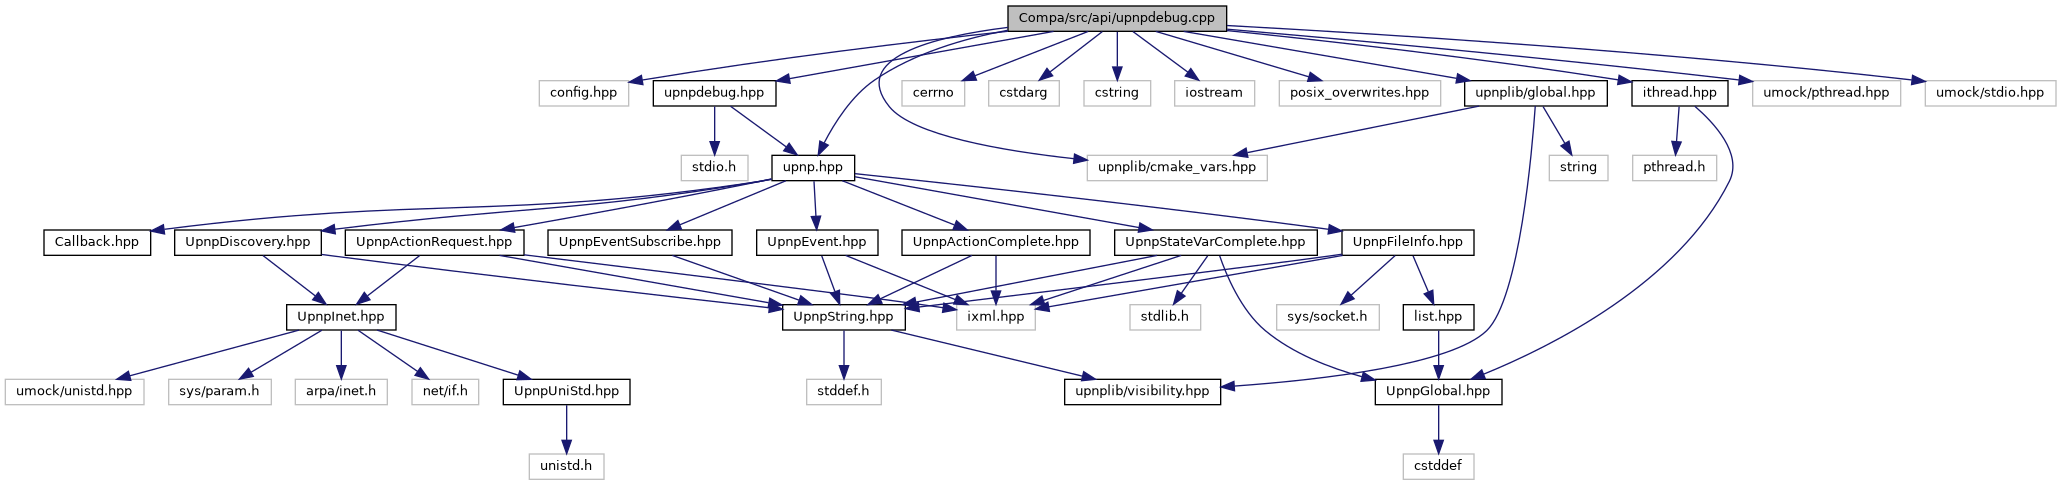 Compa/src/api/upnpdebug.cpp
config.hpp
upnpdebug.hpp
cerrno
cstdarg
cstring
iostream
posix_overwrites.hpp
upnplib/global.hpp
ithread.hpp
umock/pthread.hpp
umock/stdio.hpp
stdio.h
upnp.hpp
upnplib/cmake_vars.hpp
string
pthread.h
Callback.hpp
UpnpDiscovery.hpp
UpnpActionRequest.hpp
UpnpEventSubscribe.hpp
UpnpEvent.hpp
UpnpActionComplete.hpp
UpnpStateVarComplete.hpp
UpnpFileInfo.hpp
UpnpInet.hpp
UpnpString.hpp
ixml.hpp
stdlib.h
sys/socket.h
list.hpp
umock/unistd.hpp
sys/param.h
arpa/inet.h
net/if.h
UpnpUniStd.hpp
stddef.h
upnplib/visibility.hpp
UpnpGlobal.hpp
unistd.h
cstddef